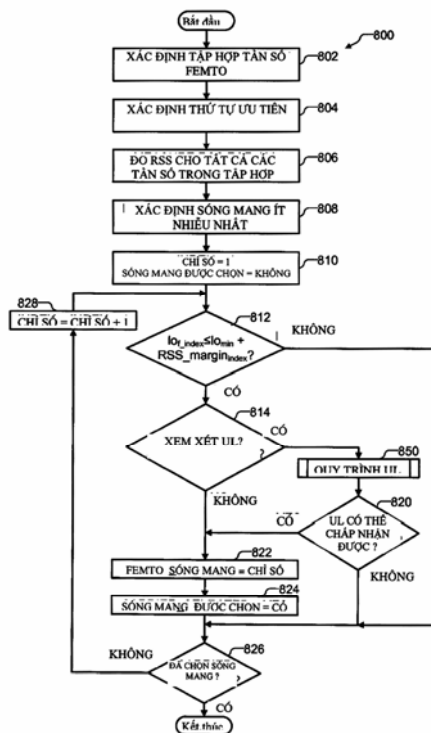 Bắt đầu
800
XÁC ĐỊNH TẬP HỢP TẦN SỐ
FEMTO
802
XÁC ĐỊNH THỨ TỰ ƯU TIÊN
804
ĐO RSS CHO TẤT CẢ CÁC
TẦN SỐ TRONG TẬP HỢP
806
XÁC ĐỊNH SÓNG MANG ÍT
NHIỄU NHẤT
808
CHỈ SỐ = 1
SÓNG MANG ĐƯỢC CHỌN = KHÔNG
810
828
CHỈ SỐ = CHỈ SỐ + 1
812
KHÔNG
Io_f_index≤Io_min +
RSS_margin_index?
CÓ
814
CÓ
XEM XÉT UL?
?
850
QUY TRÌNH UL
820
KHÔNG
CÓ
UL CÓ THỂ
CHẤP NHẬN
ĐƯỢC ?
822
FEMTO SÓNG MANG = CHỈ SỐ
KHÔNG
824
SÓNG MANG ĐƯỢC CHỌN = CÓ
KHÔNG
826
ĐÃ CHỌN SÓNG
MANG ?
?
CÓ
Kết thúc